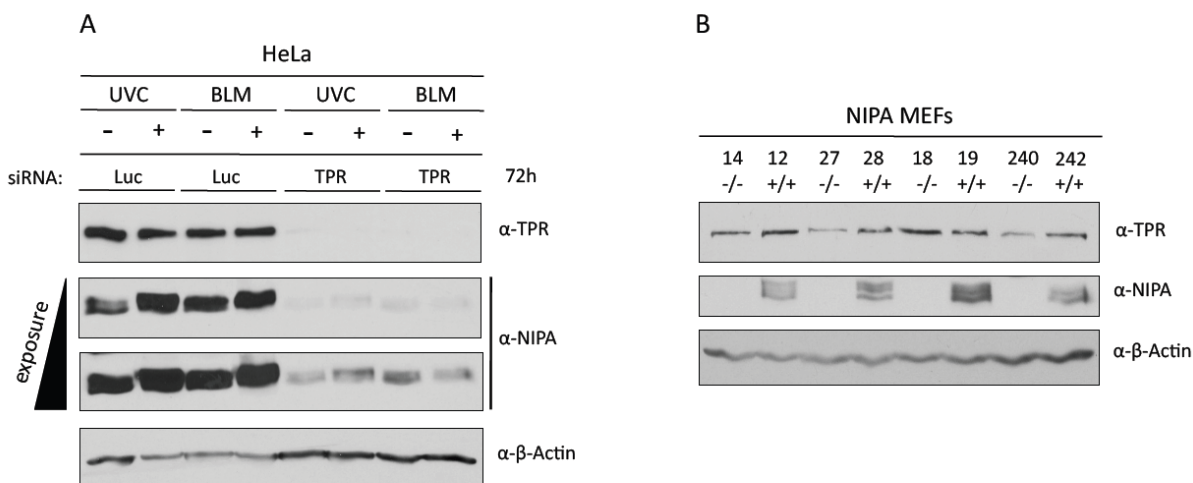 A
HeLa
UVC BLM UVC BLM
- + - + - + - +
siRNA: Luc Luc TPR TPR 72h
α-TPR
exposure
α-NIPA
α-β-Actin
B
NIPA MEFs
14 12 27 28 18 19 240 242
-/- +/+ -/- +/+ -/- +/+ -/- +/+
α-TPR
α-NIPA
α-β-Actin